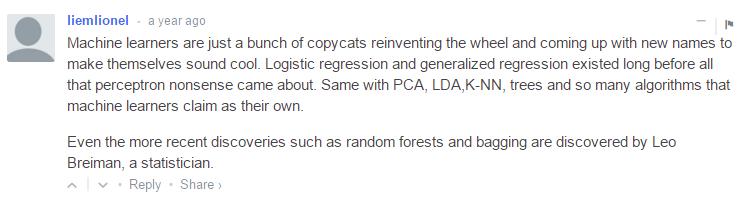 liemlionel · a year ago
Machine learners are just a bunch of copycats reinventing the wheel and coming up with new names to
make themselves sound cool. Logistic regression and generalized regression existed long before all
that perceptron nonsense came about. Same with PCA, LDA,K-NN, trees and so many algorithms that
machine learners claim as their own.
Even the more recent discoveries such as random forests and bagging are discovered by Leo
Breiman, a statistician.
• Reply • Share ›